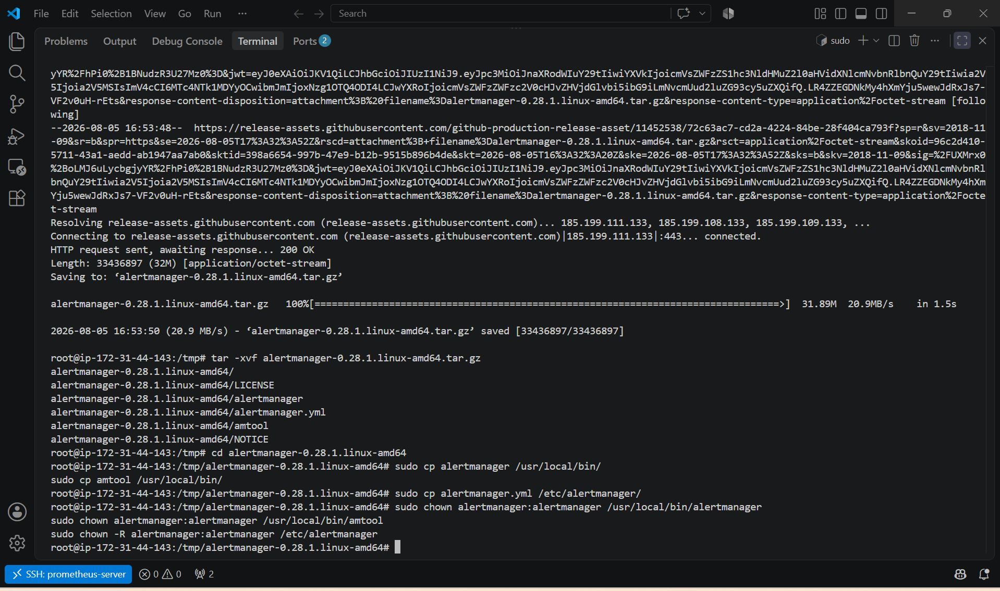 File Edit Selection View Go Run ··· Search
Problems Output Debug Console Terminal Ports 2 sudo
yYR%2FhPi0%2B1BNudzR3U27Mz0%3D&jwt=eyJ0eXAiOiJKV1QiLCJhbGciOiJIUzI1NiJ9.eyJpc3MiOiJnaXRodWIuY29tIiwiYXVkIjoicmVsZWFzZS1hc3NldHMuZ2l0aHVidXNlcmNvbnRlbnQuY29tIiwia2V
5Ijoia2V5MSIsImV4cCI6MTc4NTk1MDYyOCwibmJmIjoxNzg1OTQ4ODI4LCJwYXRoIjoicmVsZWFzZWFzc2V0cHJvZHVjdGlvbi5ibG9iLmNvcmUud2luZG93cy5uZXQifQ.LR4ZZEGDNkMy4hXmYju5wewJdRxJs7-
VF2v0uH-rEts&response-content-disposition=attachment%3B%20filename%3Dalertmanager-0.28.1.linux-amd64.tar.gz&response-content-type=application%2Foctet-stream [follo
wing]
--2026-08-05 16:53:48--  https://release-assets.githubusercontent.com/github-production-release-asset/11452538/72c63ac7-cd2a-4224-84be-28f404ca793f?sp=r&sv=2018-11
-09&sr=b&spr=https&se=2026-08-05T17%3A32%3A52Z&rscd=attachment%3B+filename%3Dalertmanager-0.28.1.linux-amd64.tar.gz&rsct=application%2Foctet-stream&skoid=96c2d410-
5711-43a1-aedd-ab1947aa7ab0&sktid=398a6654-997b-47e9-b12b-9515b896b4de&skt=2026-08-05T16%3A32%3A20Z&ske=2026-08-05T17%3A32%3A52Z&sks=b&skv=2018-11-09&sig=%2FUXMrx0
%2BoLMJ6uLycbgjyYR%2FhPi0%2B1BNudzR3U27Mz0%3D&jwt=eyJ0eXAiOiJKV1QiLCJhbGciOiJIUzI1NiJ9.eyJpc3MiOiJnaXRodWIuY29tIiwiYXVkIjoicmVsZWFzZS1hc3NldHMuZ2l0aHVidXNlcmNvbnRl
bnQuY29tIiwia2V5Ijoia2V5MSIsImV4cCI6MTc4NTk1MDYyOCwibmJmIjoxNzg1OTQ4ODI4LCJwYXRoIjoicmVsZWFzZWFzc2V0cHJvZHVjdGlvbi5ibG9iLmNvcmUud2luZG93cy5uZXQifQ.LR4ZZEGDNkMy4hXm
Yju5wewJdRxJs7-VF2v0uH-rEts&response-content-disposition=attachment%3B%20filename%3Dalertmanager-0.28.1.linux-amd64.tar.gz&response-content-type=application%2Focte
t-stream
Resolving release-assets.githubusercontent.com (release-assets.githubusercontent.com)... 185.199.111.133, 185.199.108.133, 185.199.109.133, ...
Connecting to release-assets.githubusercontent.com (release-assets.githubusercontent.com)|185.199.111.133|:443... connected.
HTTP request sent, awaiting response... 200 OK
Length: 33436897 (32M) [application/octet-stream]
Saving to: ‘alertmanager-0.28.1.linux-amd64.tar.gz’
alertmanager-0.28.1.linux-amd64.tar.gz   100%[=================================================================================>]  31.89M  20.9MB/s    in 1.5s
2026-08-05 16:53:50 (20.9 MB/s) - ‘alertmanager-0.28.1.linux-amd64.tar.gz’ saved [33436897/33436897]
root@ip-172-31-44-143:/tmp# tar -xvf alertmanager-0.28.1.linux-amd64.tar.gz
alertmanager-0.28.1.linux-amd64/
alertmanager-0.28.1.linux-amd64/LICENSE
alertmanager-0.28.1.linux-amd64/alertmanager
alertmanager-0.28.1.linux-amd64/alertmanager.yml
alertmanager-0.28.1.linux-amd64/amtool
alertmanager-0.28.1.linux-amd64/NOTICE
root@ip-172-31-44-143:/tmp# cd alertmanager-0.28.1.linux-amd64
root@ip-172-31-44-143:/tmp/alertmanager-0.28.1.linux-amd64# sudo cp alertmanager /usr/local/bin/
sudo cp amtool /usr/local/bin/
root@ip-172-31-44-143:/tmp/alertmanager-0.28.1.linux-amd64# sudo cp alertmanager.yml /etc/alertmanager/
root@ip-172-31-44-143:/tmp/alertmanager-0.28.1.linux-amd64# sudo chown alertmanager:alertmanager /usr/local/bin/alertmanager
sudo chown alertmanager:alertmanager /usr/local/bin/amtool
sudo chown -R alertmanager:alertmanager /etc/alertmanager
root@ip-172-31-44-143:/tmp/alertmanager-0.28.1.linux-amd64#
SSH: prometheus-server 0 0 2